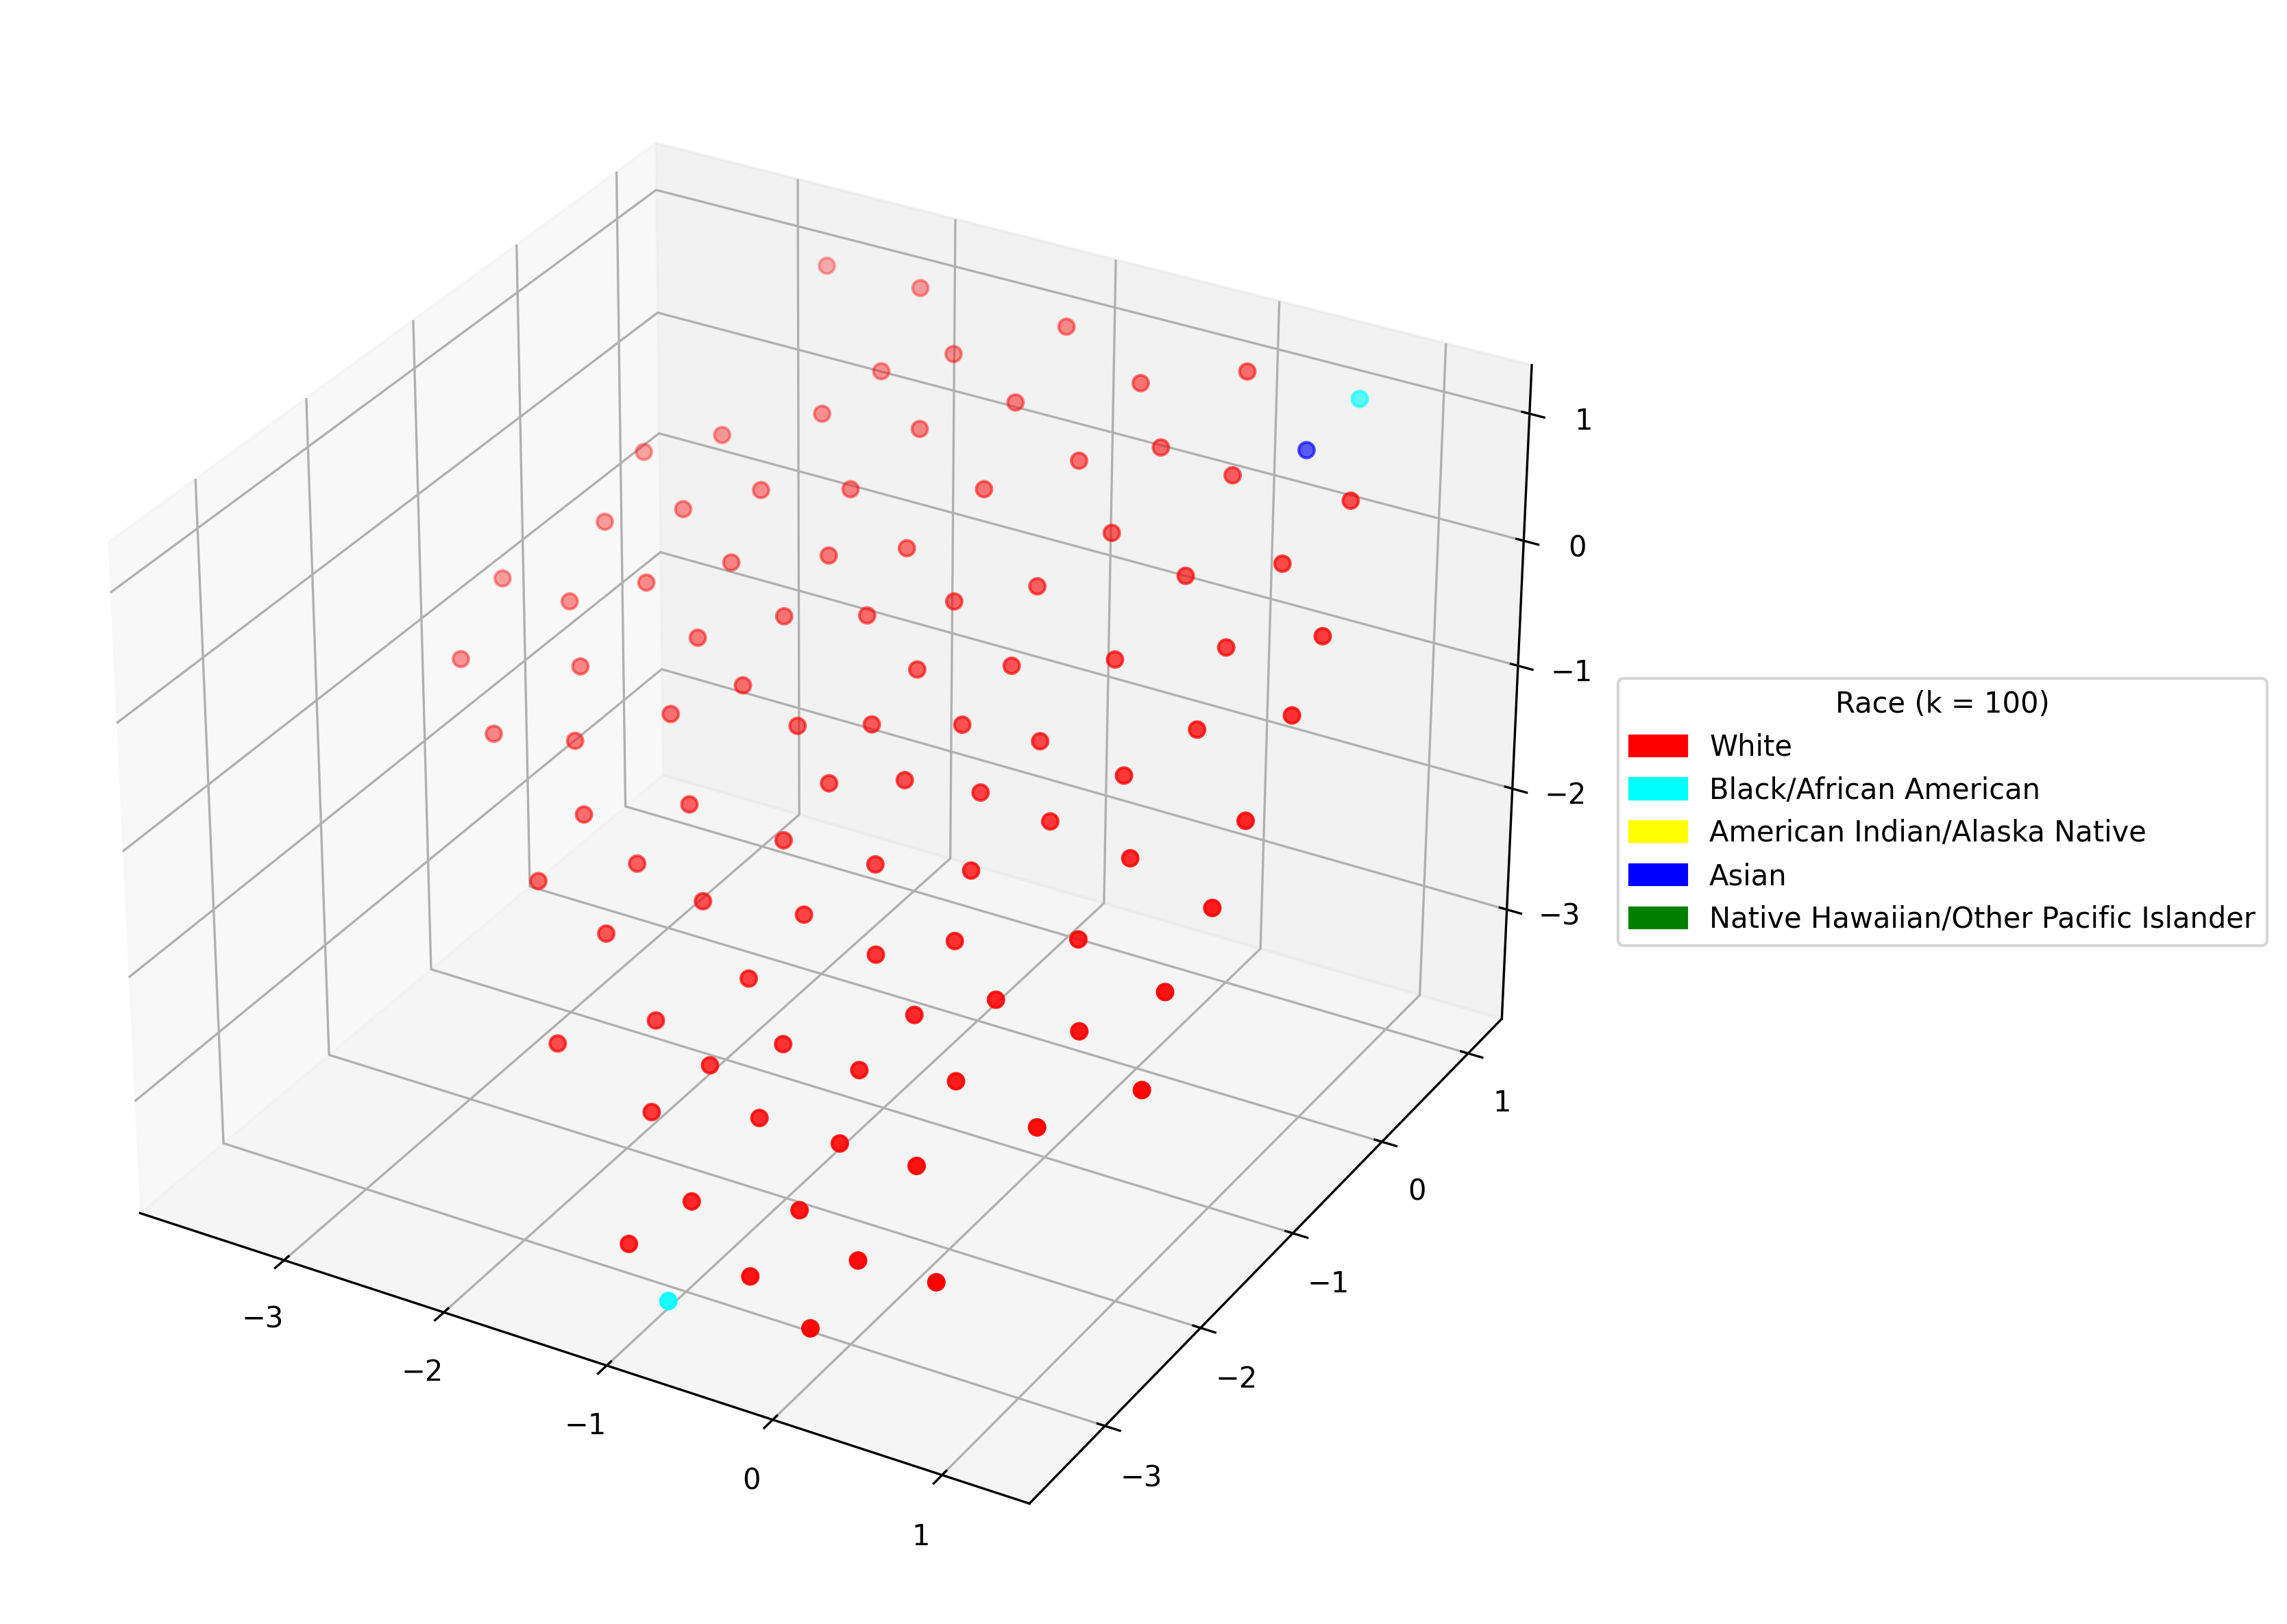 1
0
−1
−2
−3
Race (k = 100)
White
Black/African American
American Indian/Alaska Native
Asian
Native Hawaiian/Other Pacific Islander
1
0
−1
−2
−3
−3
−2
−1
0
1